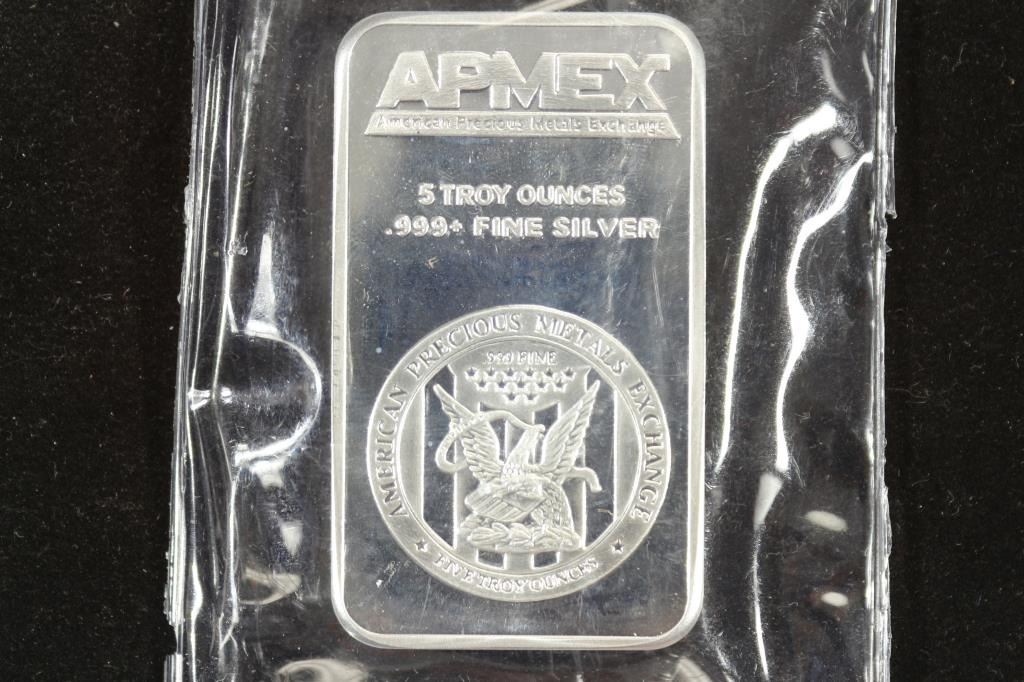 APMEX
American Precious Metals Exchange
5 TROY OUNCES
.999+ FINE SILVER
AMERICAN PRECIOUS METALS EXCHANGE
.999 FINE
★ FIVE TROY OUNCES ★